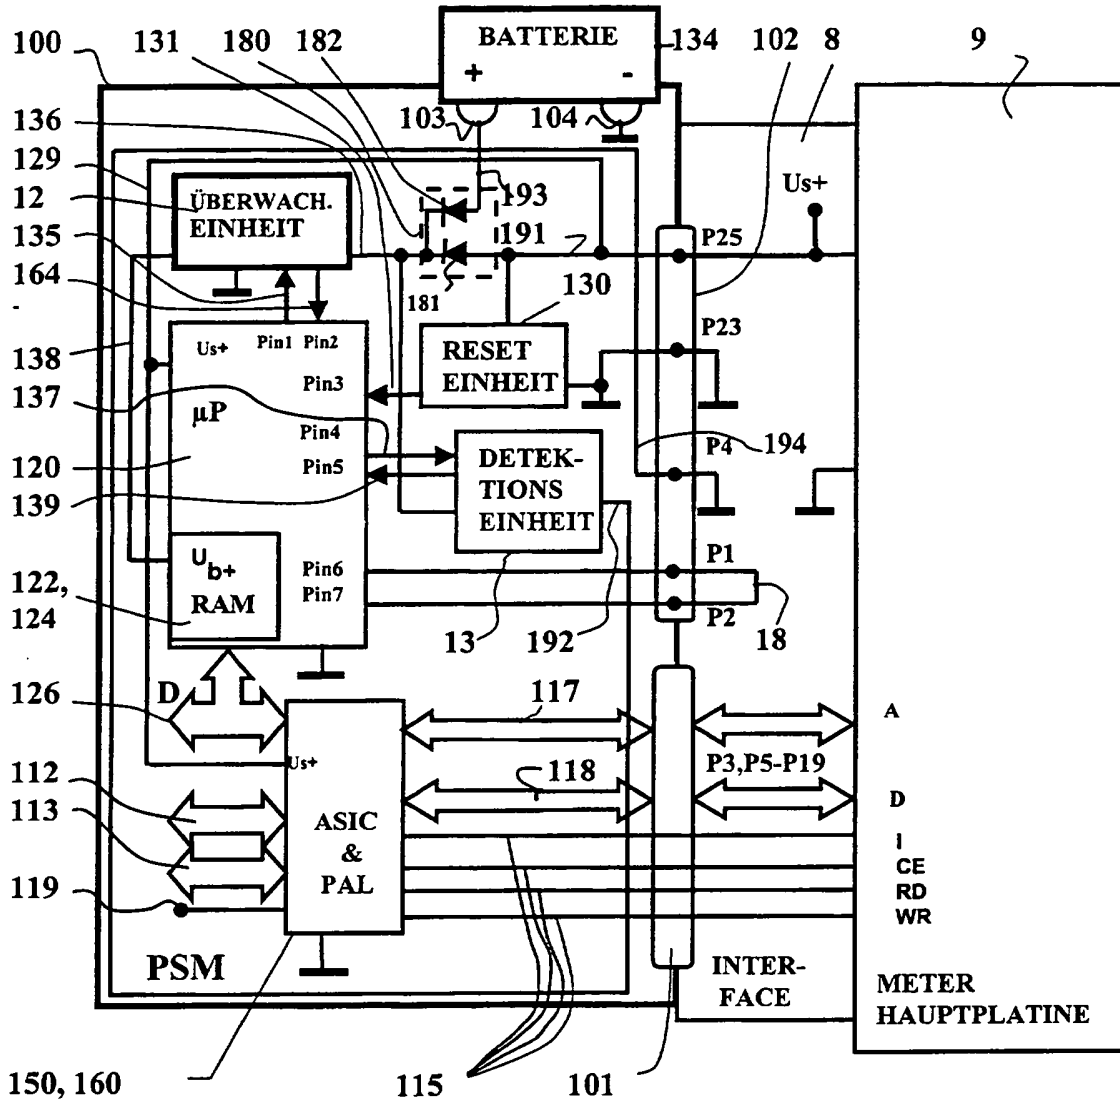 100
131
180
182
BATTERIE
+
-
134
102
8
9
136
103
104
129
12
ÜBERWACH.
EINHEIT
193
191
Us+
P25
135
164
181
130
138
137
Us+
Pin1
Pin2
Pin3
Pin4
Pin5
Pin6
Pin7
µP
RESET
EINHEIT
P23
P4
194
120
139
DETEK-
TIONS
EINHEIT
Ub+
RAM
122,
124
P1
P2
13
192
18
126
D
117
A
Us+
P3,P5-P19
112
113
118
D
ASIC
&
PAL
I
CE
RD
WR
119
PSM
INTER-
FACE
METER
HAUPTPLATINE
150, 160
115
101